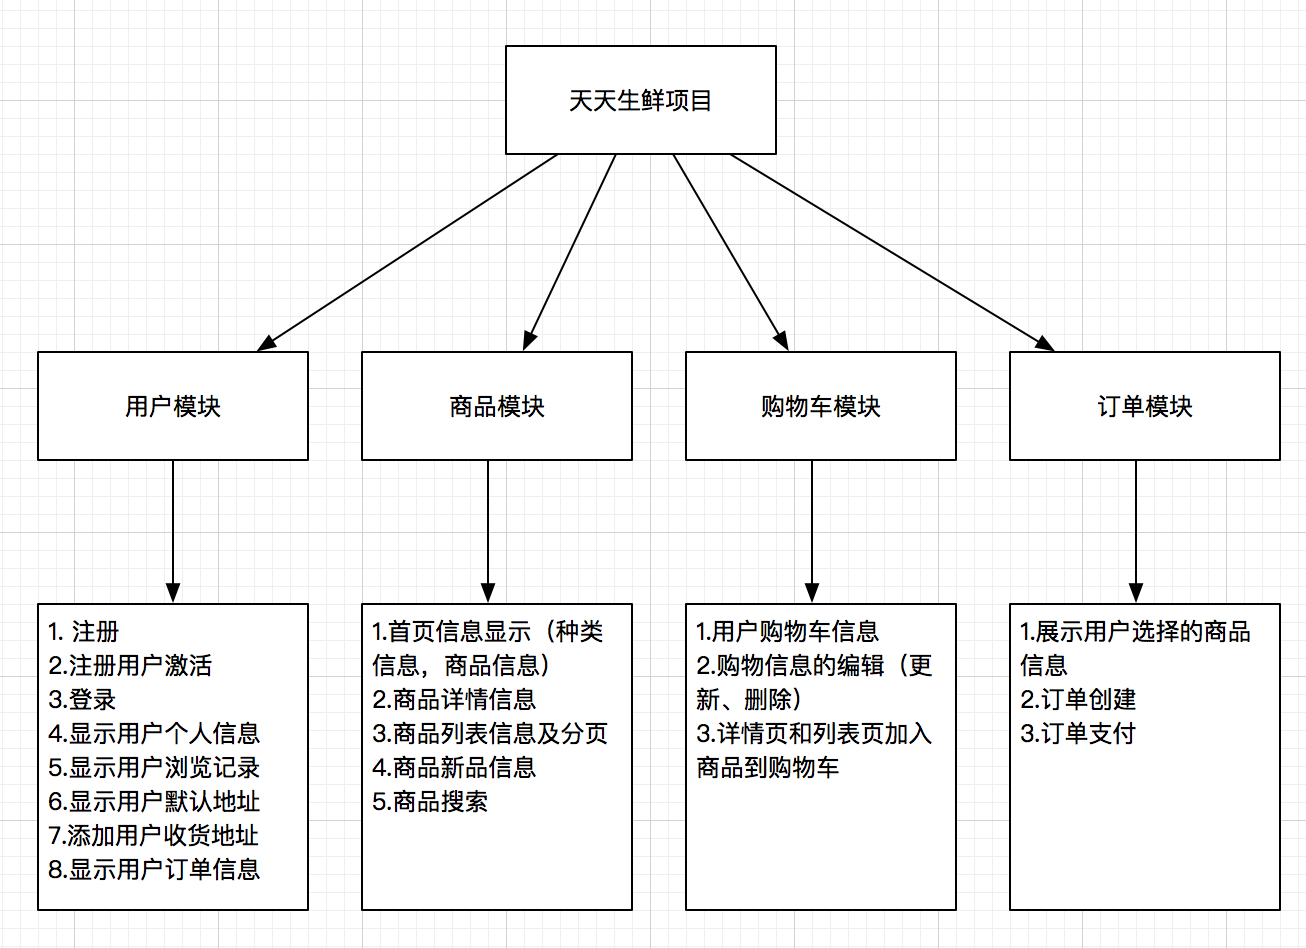 天天生鲜项目
用户模块
商品模块
购物车模块
订单模块
1. 注册
2.注册用户激活
3.登录
4.显示用户个人信息
5.显示用户浏览记录
6.显示用户默认地址
7.添加用户收货地址
8.显示用户订单信息
1.首页信息显示（种类
信息，商品信息）
2.商品详情信息
3.商品列表信息及分页
4.商品新品信息
5.商品搜索
1.用户购物车信息
2.购物信息的编辑（更
新、删除）
3.详情页和列表页加入
商品到购物车
1.展示用户选择的商品
信息
2.订单创建
3.订单支付